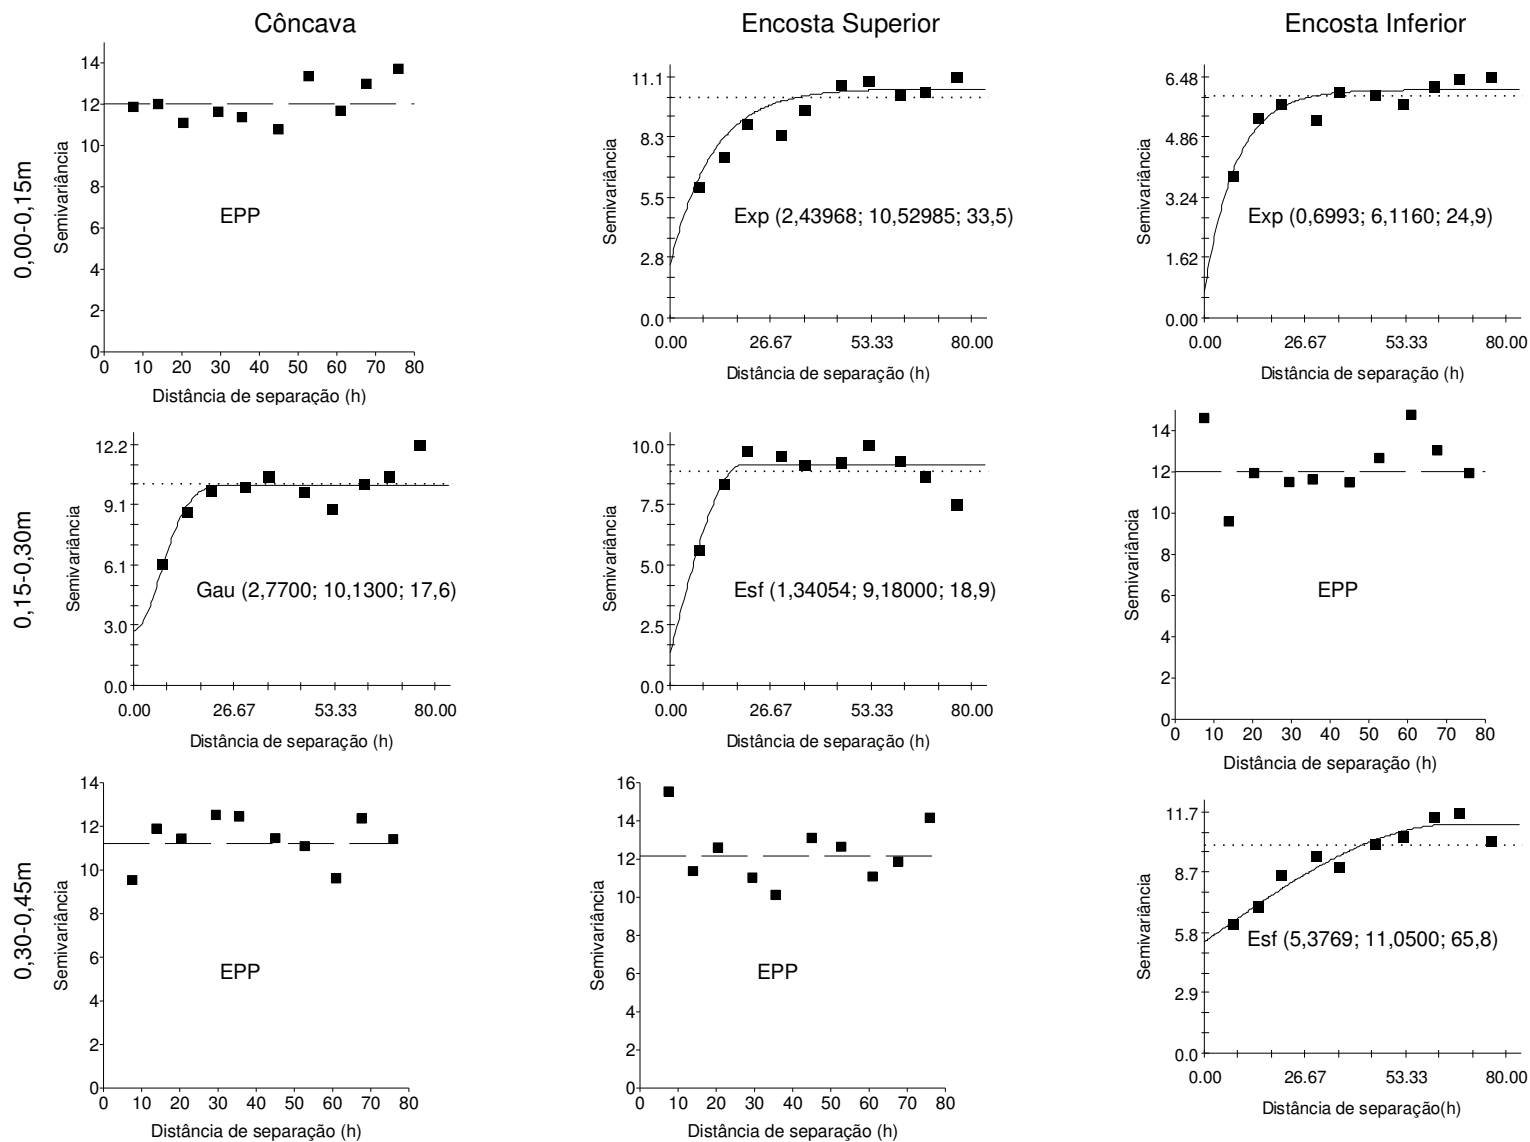 Côncava
Encosta Superior
Encosta Inferior
0,00-0,15m
Semivariância
14
12
10
8
6
4
2
0
EPP
0 10 20 30 40 50 60 70 80
Distância de separação (h)
Semivariância
11.1
8.3
5.5
2.8
0.0
Exp (2,43968; 10,52985; 33,5)
0.00 26.67 53.33 80.00
Distância de separação (h)
Semivariância
6.48
4.86
3.24
1.62
0.00
Exp (0,6993; 6,1160; 24,9)
0.00 26.67 53.33 80.00
Distância de separação (h)
0,15-0,30m
Semivariância
12.2
9.1
6.1
3.0
0.0
Gau (2,7700; 10,1300; 17,6)
0.00 26.67 53.33 80.00
Distância de separação (h)
Semivariância
10.0
7.5
5.0
2.5
0.0
Esf (1,34054; 9,18000; 18,9)
0.00 26.67 53.33 80.00
Distância de separação (h)
Semivariância
14
12
10
8
6
4
2
0
EPP
0 10 20 30 40 50 60 70 80
Distância de separação (h)
0,30-0,45m
Semivariância
14
12
10
8
6
4
2
0
EPP
0 10 20 30 40 50 60 70 80
Distância de separação (h)
Semivariância
16
14
12
10
8
6
4
2
0
EPP
0 10 20 30 40 50 60 70 80
Distância de separação (h)
Semivariância
11.7
8.7
5.8
2.9
0.0
Esf (5,3769; 11,0500; 65,8)
0.00 26.67 53.33 80.00
Distância de separação(h)